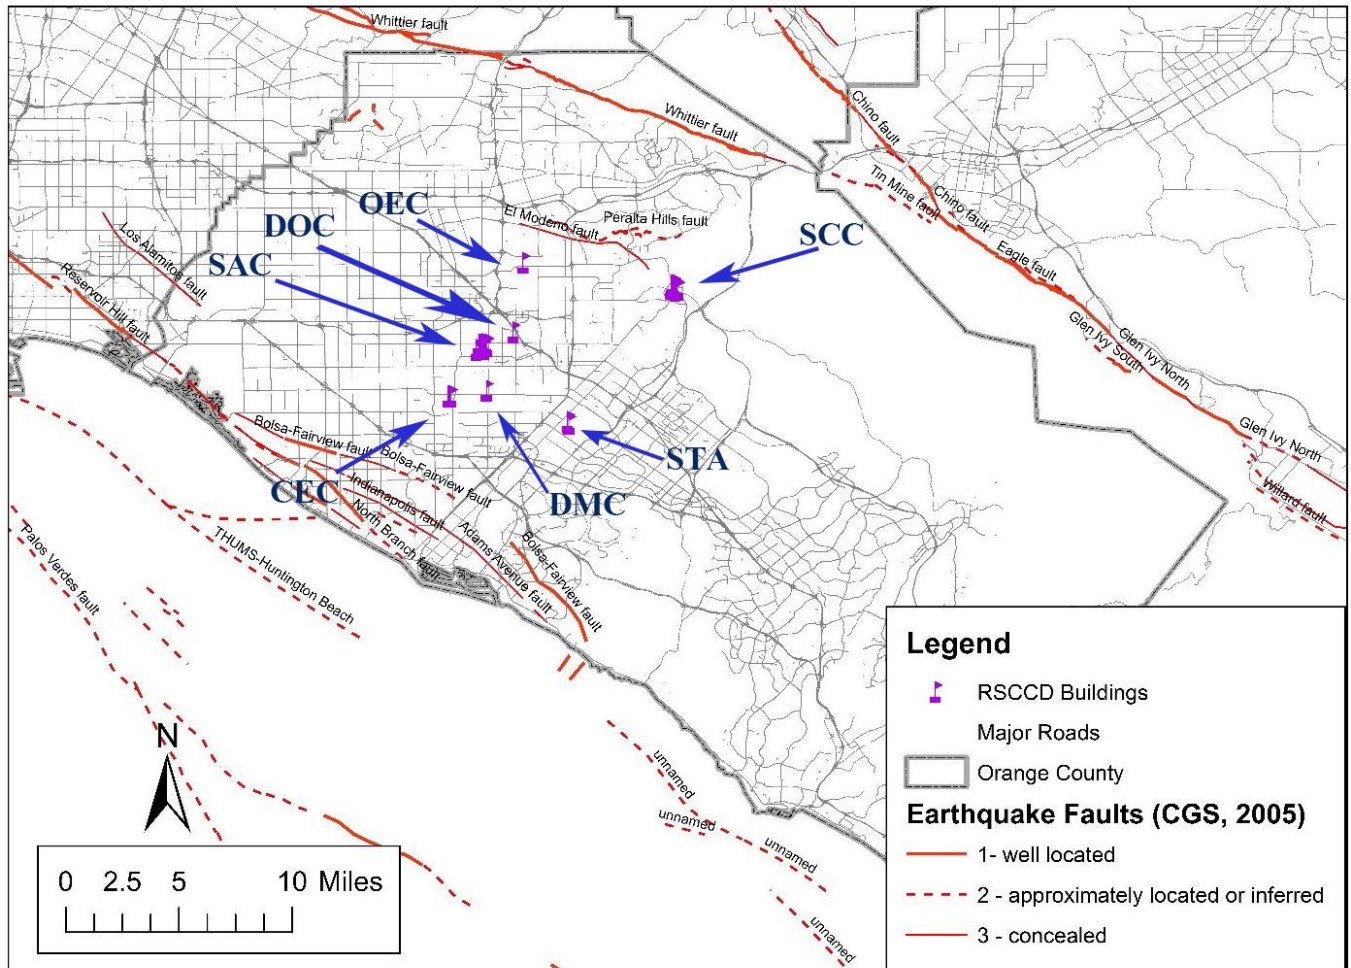 Whittier fault
Whittier fault
Chino fault
Tin Mine fault
Chino fault
Eagle fault
Glen Ivy North
Glen Ivy South
Glen Ivy North
Willard fault
OEC
DOC
SAC
El Modeno fault
Peralta Hills fault
SCC
Los Alamitos fault
Reservoir Hill fault
Bolsa-Fairview fault
Bolsa-Fairview fault
CEC
STA
DMC
Indianapolis fault
North Branch fault
Adams Avenue fault
Bolsa-Fairview fault
THUMS-Huntington Beach
Palos Verdes fault
unnamed
unnamed
unnamed
unnamed
N
0 2.5 5 10 Miles
Legend
RSCCD Buildings
Major Roads
Orange County
Earthquake Faults (CGS, 2005)
1- well located
2 - approximately located or inferred
3 - concealed